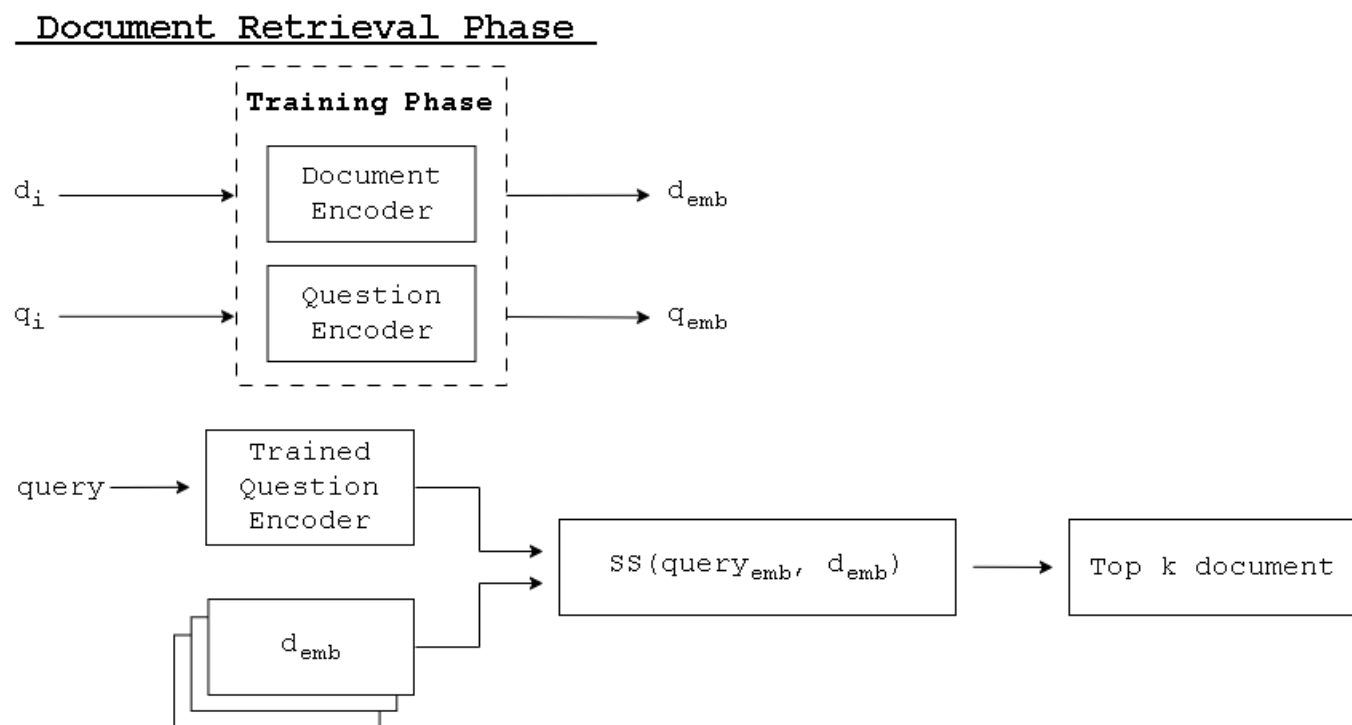 Document Retrieval Phase
Training Phase
d_i
Document
Encoder
d_emb
q_i
Question
Encoder
q_emb
query
Trained
Question
Encoder
SS(query_emb, d_emb)
Top k document
d_emb